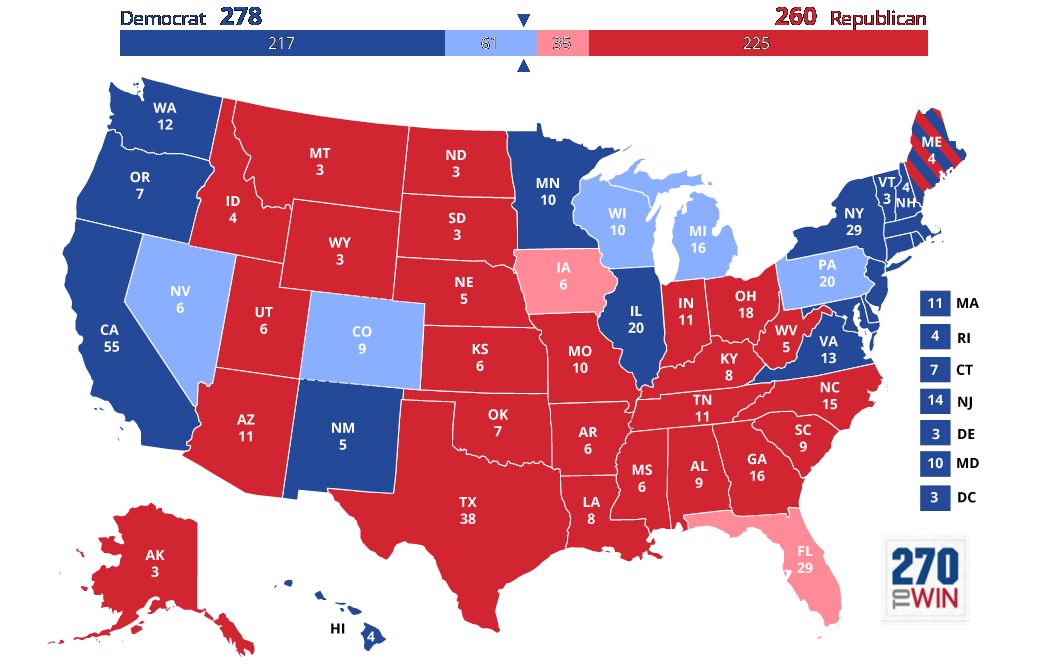 Democrat 278
260 Republican
217 61 35 225
WA
12
OR
7
CA
55
NV
6
ID
4
MT
3
WY
3
UT
6
CO
9
AZ
11
NM
5
ND
3
SD
3
NE
5
KS
6
OK
7
TX
38
MN
10
IA
6
MO
10
AR
6
LA
8
WI
10
IL
20
MI
16
IN
11
OH
18
KY
8
TN
11
MS
6
AL
9
GA
16
FL
29
SC
9
NC
15
WV
5
VA
13
PA
20
NY
29
VT
3
4
NH
ME
4
11 MA
4 RI
7 CT
14 NJ
3 DE
10 MD
3 DC
AK
3
HI
4
270
TO WIN